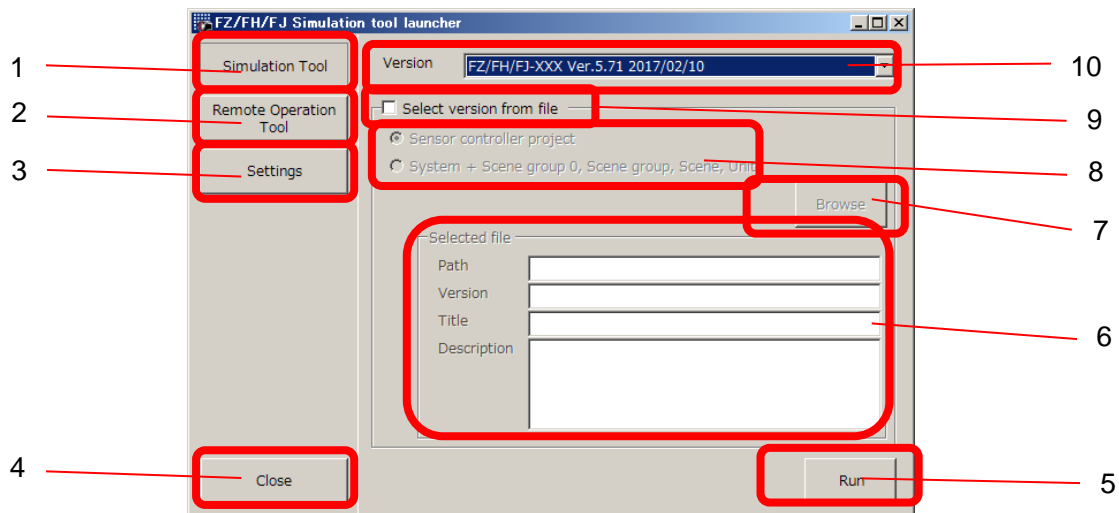 FZ/FH/FJ Simulation tool launcher
1
Simulation Tool
Version
FZ/FH/FJ-XXX Ver.5.71 2017/02/10
10
2
Remote Operation
Tool
Select version from file
9
3
Settings
Sensor controller project
System + Scene group 0, Scene group, Scene, Unit
8
Browse
7
Selected file
Path
Version
Title
Description
6
4
Close
Run
5